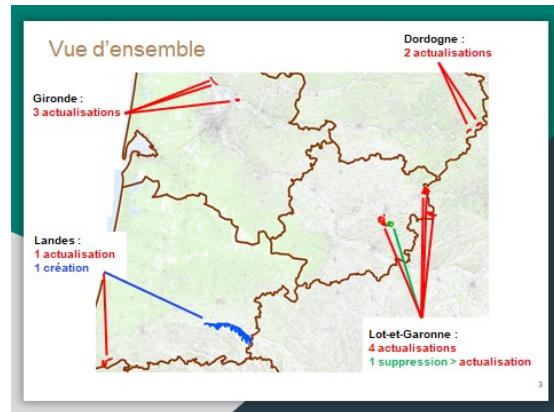 Vue d'ensemble
Dordogne :
2 actualisations
Gironde :
3 actualisations
Landes :
1 actualisation
1 création
Lot-et-Garonne :
4 actualisations
1 suppression > actualisation
3